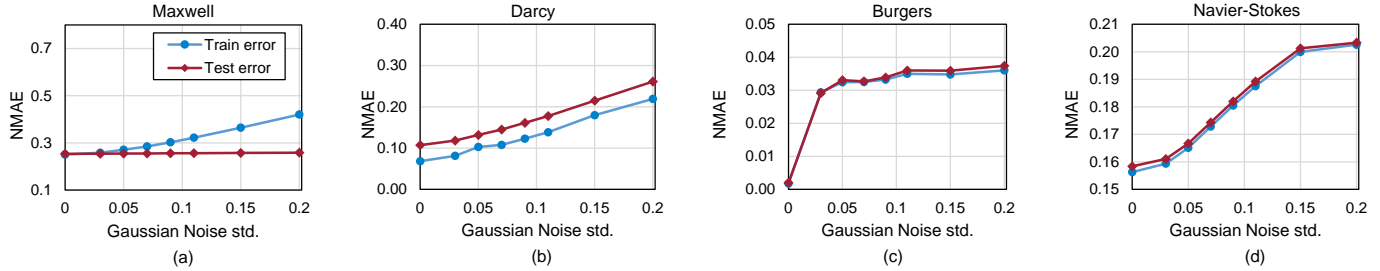 Maxwell
NMAE
0.7
0.5
0.3
0.1
Train error
Test error
0 0.05 0.1 0.15 0.2
Gaussian Noise std.
(a)
Darcy
NMAE
0.40
0.30
0.20
0.10
0.00
0 0.05 0.1 0.15 0.2
Gaussian Noise std.
(b)
Burgers
NMAE
0.05
0.04
0.03
0.02
0.01
0.00
0 0.05 0.1 0.15 0.2
Gaussian Noise std.
(c)
Navier-Stokes
NMAE
0.21
0.20
0.19
0.18
0.17
0.16
0.15
0 0.05 0.1 0.15 0.2
Gaussian Noise std.
(d)